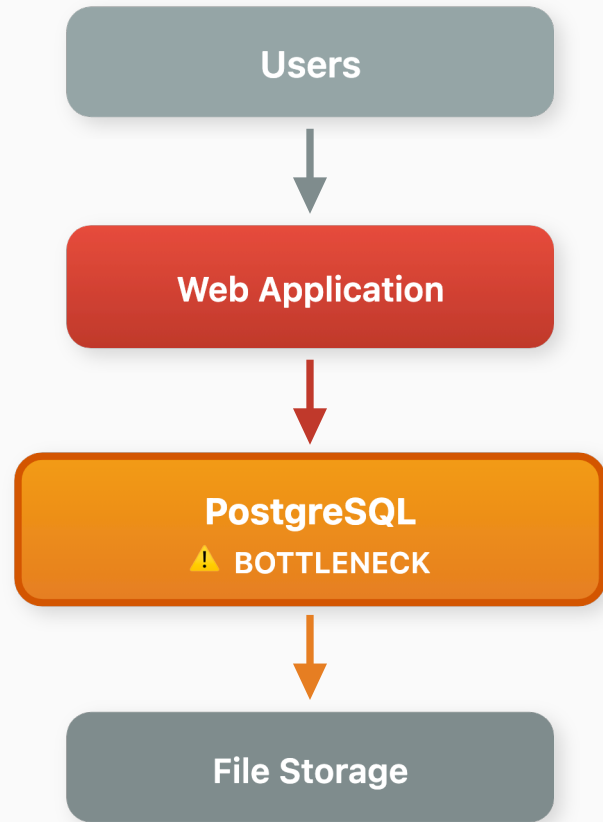 Users
Web Application
PostgreSQL
⚠️ BOTTLENECK
File Storage